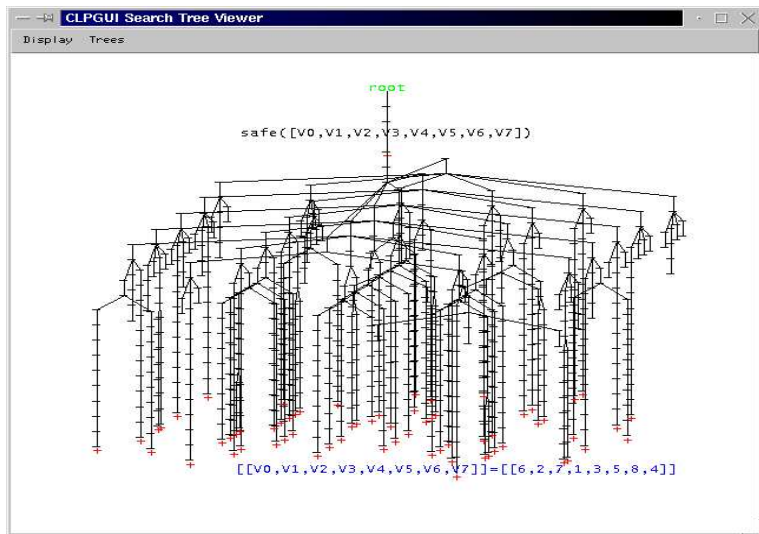 CLPGUI Search Tree Viewer
Display Trees
root
safe([V0,V1,V2,V3,V4,V5,V6,V7])
[[V0,V1,V2,V3,V4,V5,V6,V7]]=[[6,2,7,1,3,5,8,4]]